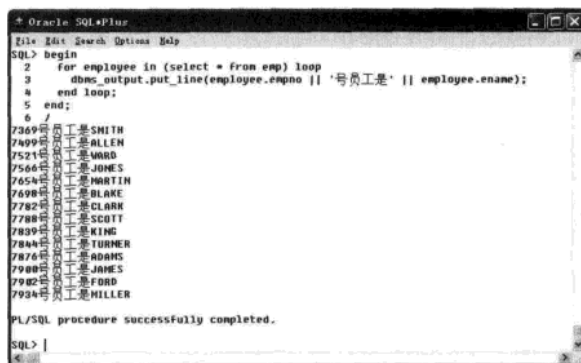 Oracle SQL*Plus
File Edit Search Options Help
SQL> begin
2 for employee in (select * from emp) loop
3 dbms_output.put_line(employee.empno || '号员工是' || employee.ename);
4 end loop;
5 end;
6 /
7369号员工是SMITH
7499号员工是ALLEN
7521号员工是WARD
7566号员工是JONES
7654号员工是MARTIN
7698号员工是BLAKE
7782号员工是CLARK
7788号员工是SCOTT
7839号员工是KING
7844号员工是TURNER
7876号员工是ADAMS
7900号员工是JAMES
7902号员工是FORD
7934号员工是MILLER
PL/SQL procedure successfully completed.
SQL>